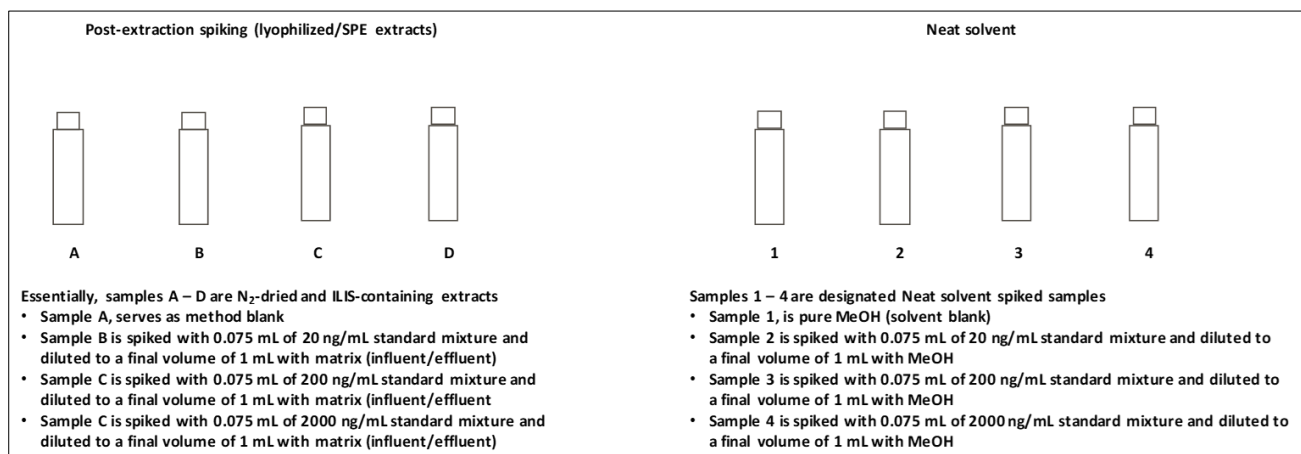 Post-extraction spiking (lyophilized/SPE extracts)
Neat solvent
A
B
C
D
1
2
3
4
Essentially, samples A – D are N₂-dried and ILIS-containing extracts
• Sample A, serves as method blank
• Sample B is spiked with 0.075 mL of 20 ng/mL standard mixture and
diluted to a final volume of 1 mL with matrix (influent/effluent)
• Sample C is spiked with 0.075 mL of 200 ng/mL standard mixture and
diluted to a final volume of 1 mL with matrix (influent/effluent
• Sample C is spiked with 0.075 mL of 2000 ng/mL standard mixture and
diluted to a final volume of 1 mL with matrix (influent/effluent)
Samples 1 – 4 are designated Neat solvent spiked samples
• Sample 1, is pure MeOH (solvent blank)
• Sample 2 is spiked with 0.075 mL of 20 ng/mL standard mixture and diluted to
a final volume of 1 mL with MeOH
• Sample 3 is spiked with 0.075 mL of 200 ng/mL standard mixture and diluted to
a final volume of 1 mL with MeOH
• Sample 4 is spiked with 0.075 mL of 2000 ng/mL standard mixture and diluted to
a final volume of 1 mL with MeOH